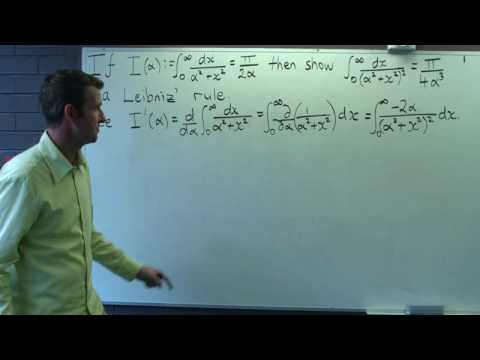 If I(α) := ∫₀^∞ dx/(α²+x²) = π/2α then show ∫₀^∞ dx/(α²+x²)² = π/4α³
a Leibniz' rule.
e I'(α) = d/dα ∫₀^∞ dx/(α²+x²) = ∫₀^∞ ∂/∂α (1/(α²+x²)) dx = ∫₀^∞ -2α/(α²+x²)² dx.